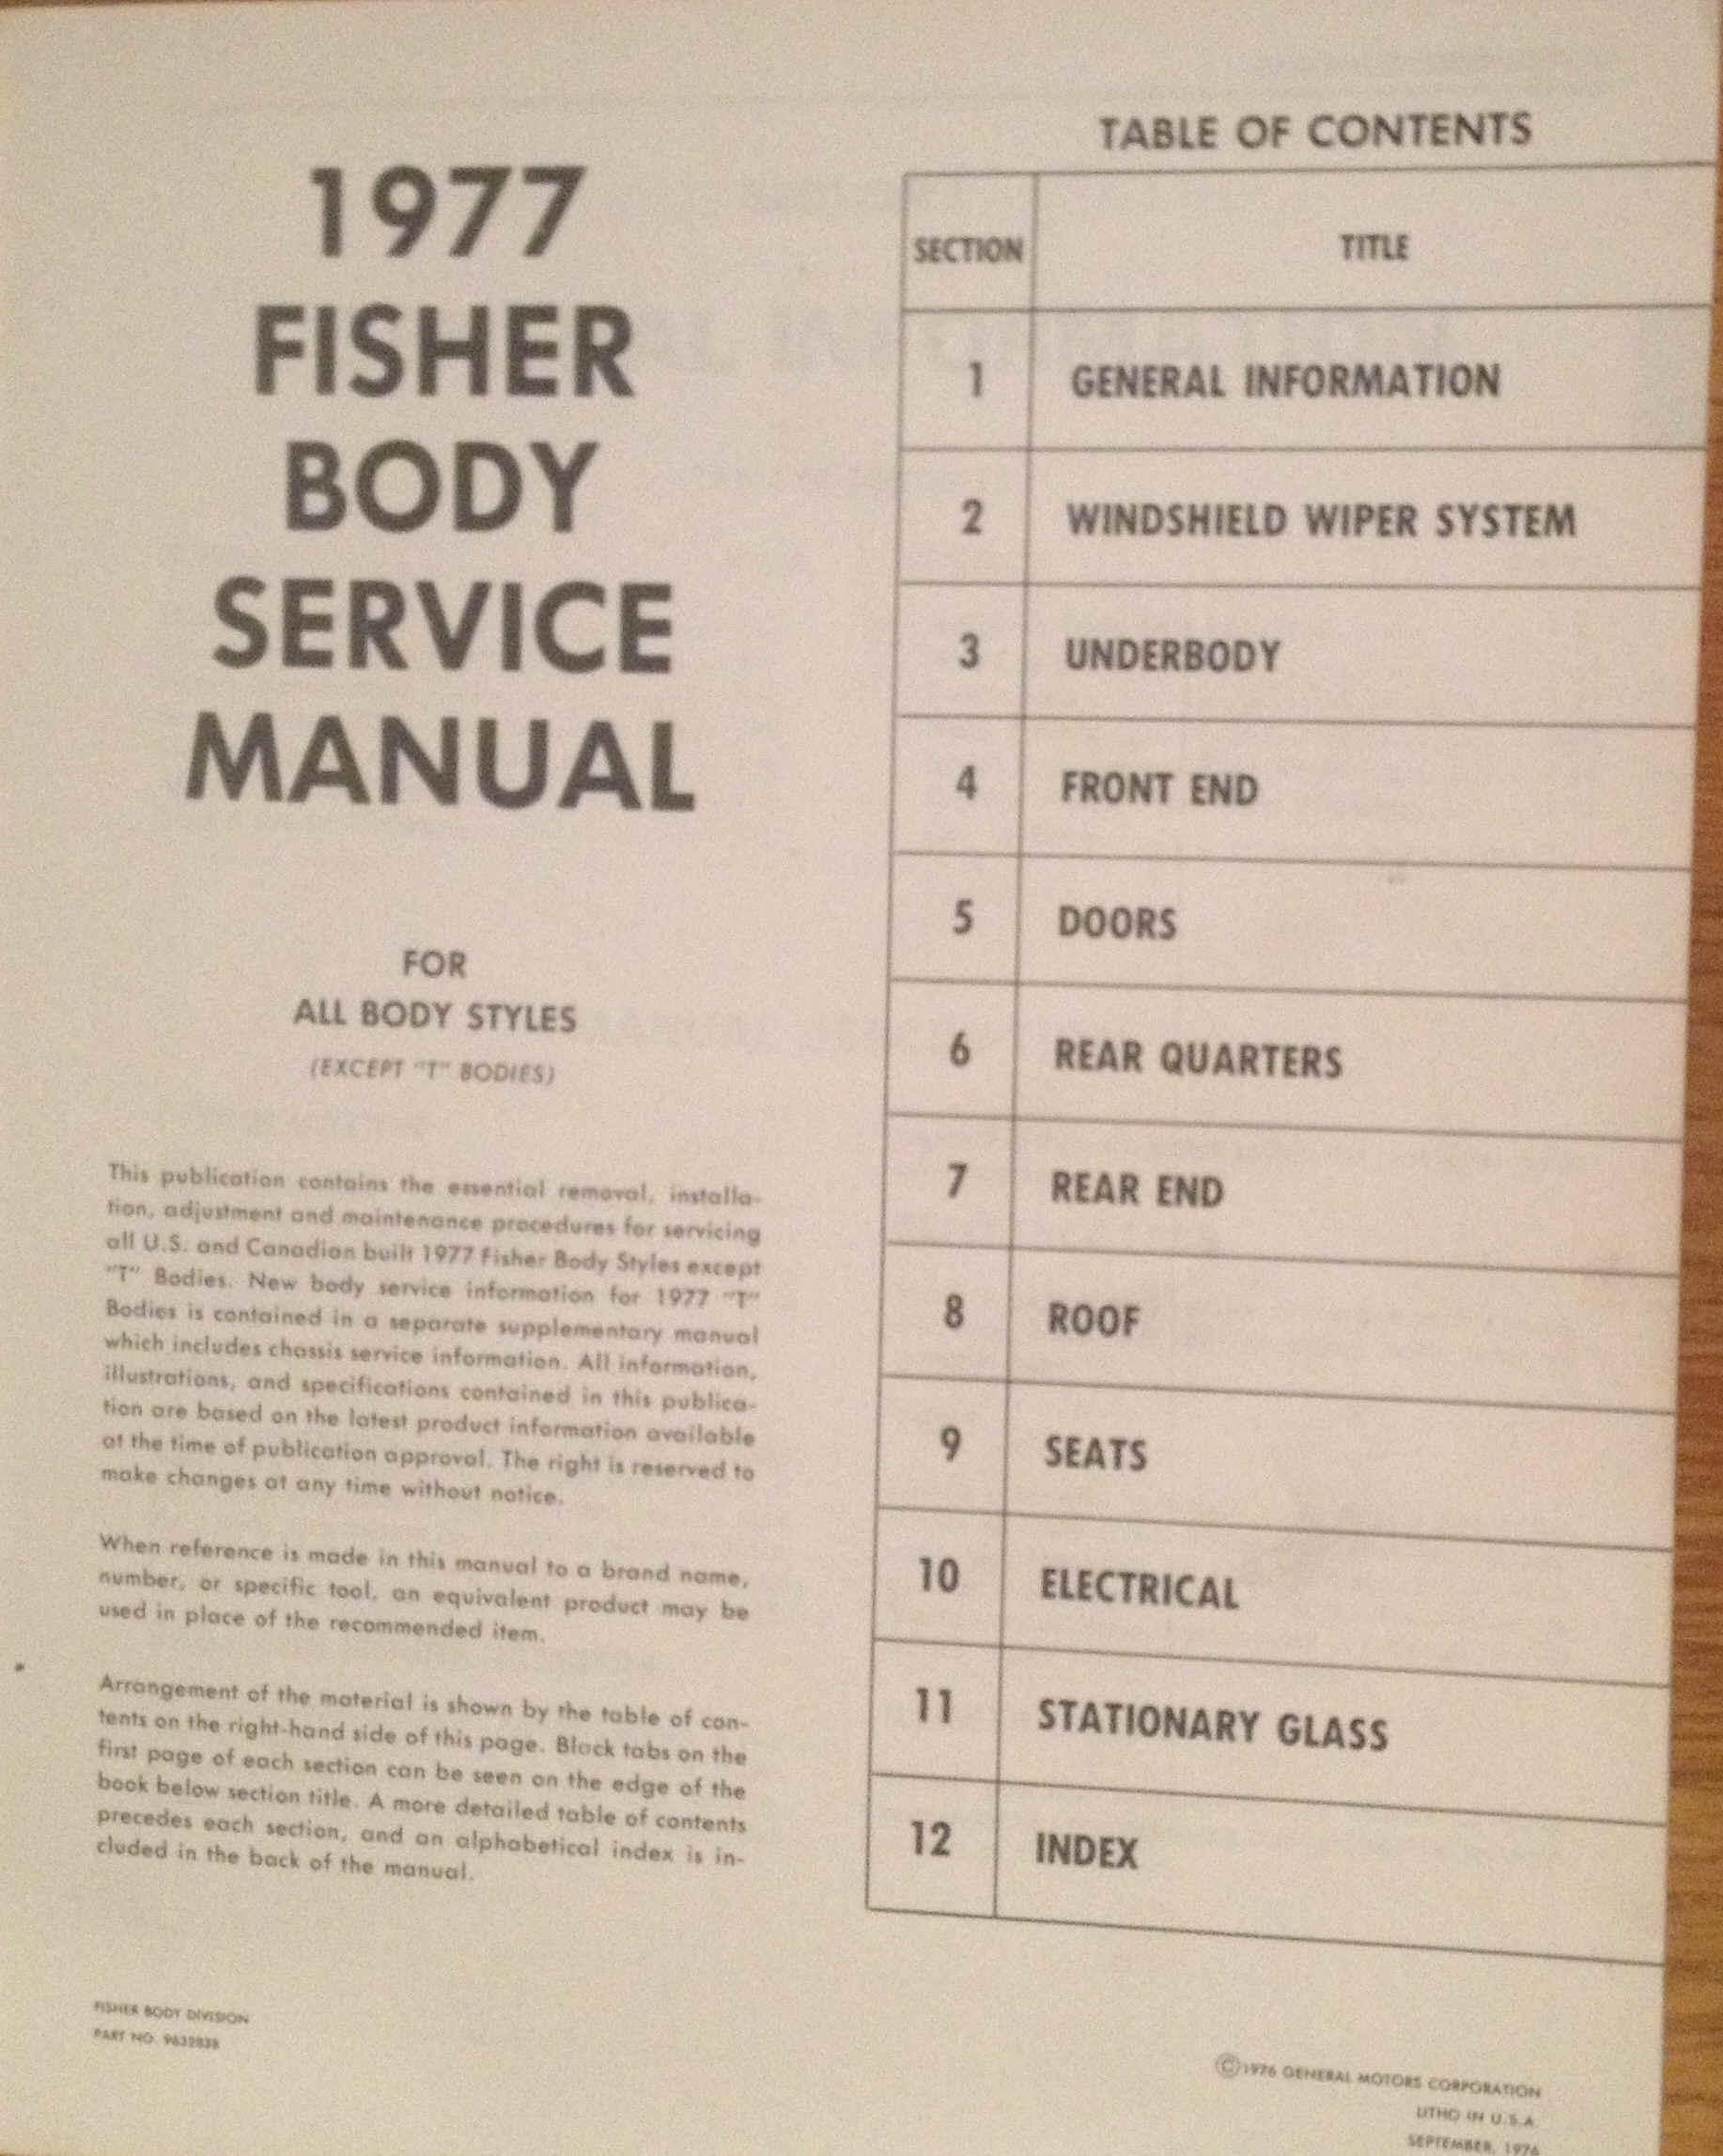 1977
FISHER
BODY
SERVICE
MANUAL
FOR
ALL BODY STYLES
(EXCEPT "T" BODIES)
This publication contains the essential removal, installa-
tion, adjustment and maintenance procedures for servicing
all U.S. and Canadian built 1977 Fisher Body Styles except
"T" Bodies. New body service information for 1977 "T"
Bodies is contained in a separate supplementary manual
which includes chassis service information. All information,
illustrations, and specifications contained in this publica-
tion are based on the latest product information available
at the time of publication approval. The right is reserved to
make changes at any time without notice.
When reference is made in this manual to a brand name,
number, or specific tool, an equivalent product may be
used in place of the recommended item.
Arrangement of the material is shown by the table of con-
tents on the right-hand side of this page. Black tabs on the
first page of each section can be seen on the edge of the
book below section title. A more detailed table of contents
precedes each section, and an alphabetical index is in-
cluded in the back of the manual.
FISHER BODY DIVISION
PART NO.
TABLE OF CONTENTS
SECTION TITLE
1 GENERAL INFORMATION
2 WINDSHIELD WIPER SYSTEM
3 UNDERBODY
4 FRONT END
5 DOORS
6 REAR QUARTERS
7 REAR END
8 ROOF
9 SEATS
10 ELECTRICAL
11 STATIONARY GLASS
12 INDEX
©1976 GENERAL MOTORS CORPORATION
LITHO IN U.S.A.
SEPTEMBER, 1976